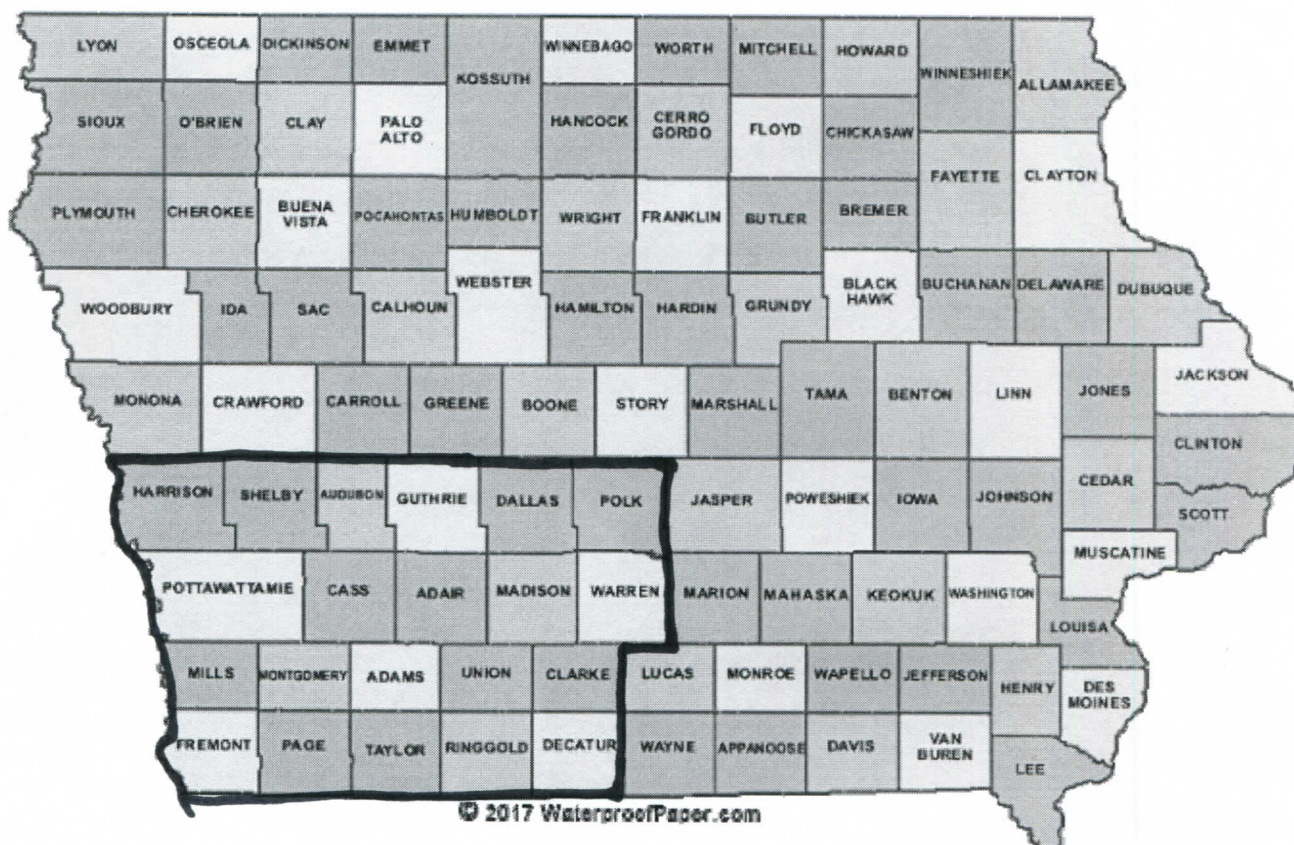 LYON OSCEOLA DICKINSON EMMET KOSSUTH WINNEBAGO WORTH MITCHELL HOWARD WINNESHIEK ALLAMAKEE
SIOUX O'BRIEN CLAY PALO ALTO HANCOCK CERRO GORDO FLOYD CHICKASAW
PLYMOUTH CHEROKEE BUENA VISTA POCAHONTAS HUMBOLDT WRIGHT FRANKLIN BUTLER BREMER FAYETTE CLAYTON
WOODBURY IDA SAC CALHOUN WEBSTER HAMILTON HARDIN GRUNDY BLACK HAWK BUCHANAN DELAWARE DUBUQUE
MONONA CRAWFORD CARROLL GREENE BOONE STORY MARSHALL TAMA BENTON LINN JONES JACKSON
HARRISON SHELBY AUDUBON GUTHRIE DALLAS POLK JASPER POWESHIEK IOWA JOHNSON CEDAR CLINTON
SCOTT
POTTAWATTAMIE CASS ADAIR MADISON WARREN MARION MAHASKA KEOKUK WASHINGTON MUSCATINE
LOUISA
MILLS MONTGOMERY ADAMS UNION CLARKE LUCAS MONROE WAPELLO JEFFERSON HENRY DES MOINES
FREMONT PAGE TAYLOR RINGGOLD DECATUR WAYNE APPANOOSE DAVIS VAN BUREN LEE
© 2017 WaterproofPaper.com